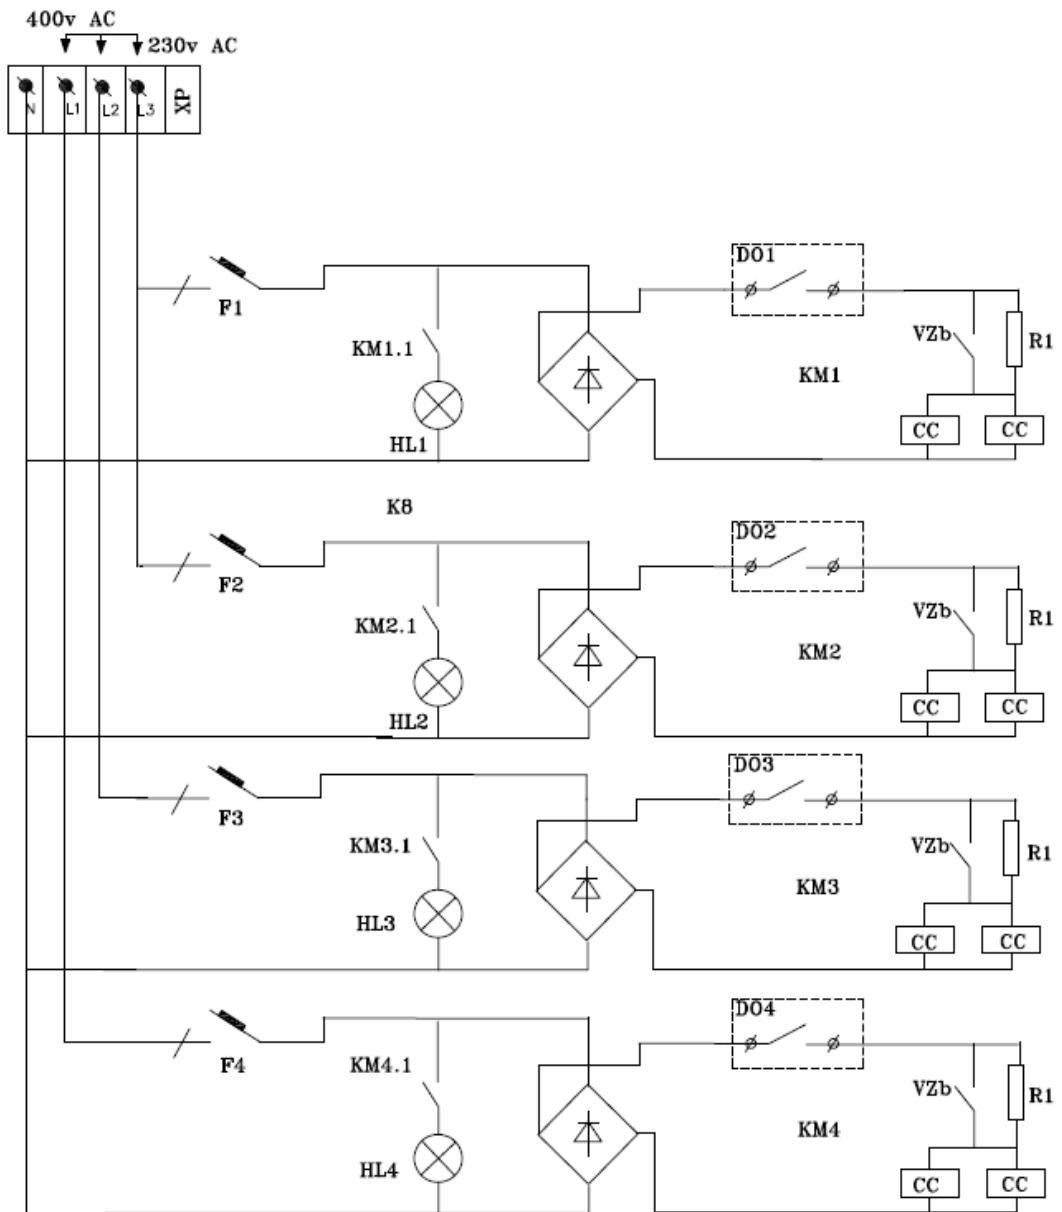 400v AC
230v AC
N L1 L2 L3 XP
DO1
F1
VZb
R1
KM1.1
KM1
HL1
CC CC
K8
DO2
F2
VZb
R1
KM2.1
KM2
HL2
CC CC
DO3
F3
VZb
R1
KM3.1
KM3
HL3
CC CC
DO4
F4
KM4.1
VZb
R1
KM4
HL4
CC CC